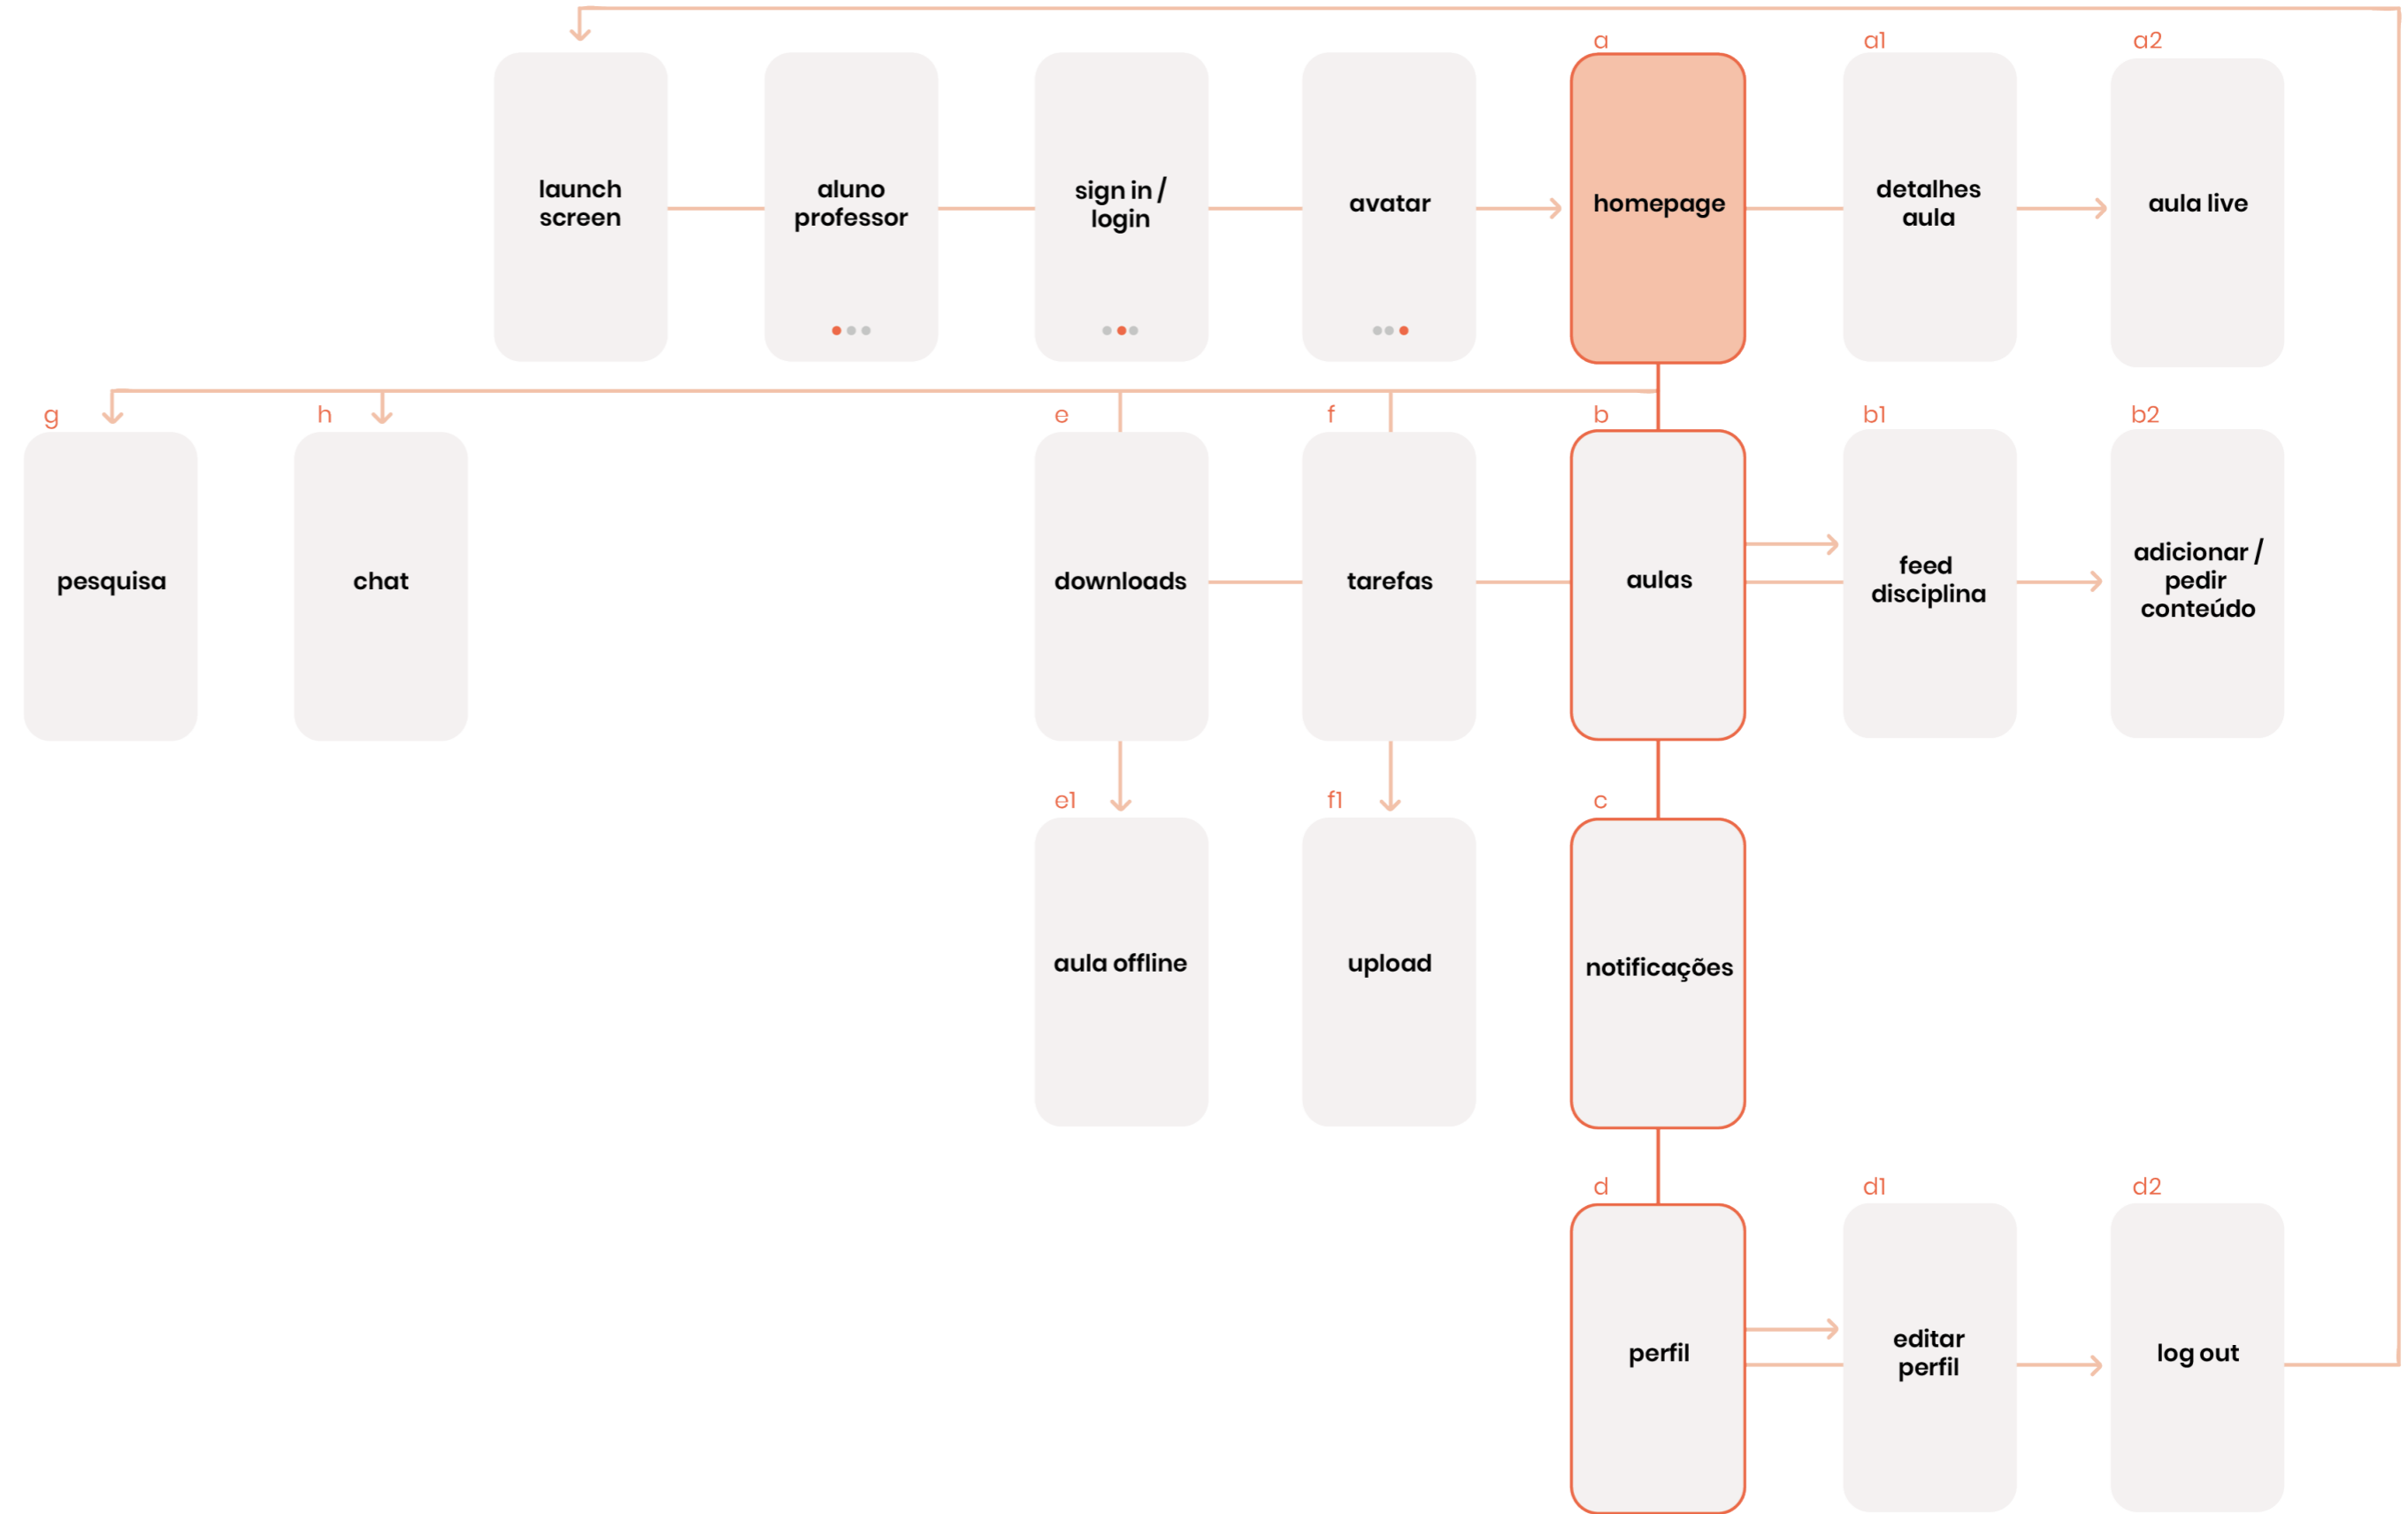 a
a1
a2
launch
screen
aluno
professor
sign in /
login
avatar
homepage
detalhes
aula
aula live
g
h
e
f
b
b1
b2
pesquisa
chat
downloads
tarefas
aulas
feed
disciplina
adicionar /
pedir
conteúdo
e1
f1
c
aula offline
upload
notificações
d
d1
d2
perfil
editar
perfil
log out